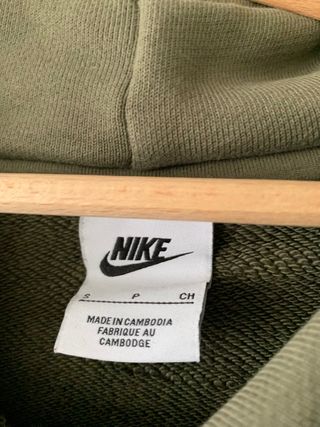 NIKE
S P CH
MADE IN CAMBODIA
FABRIQUE AU
CAMBODGE